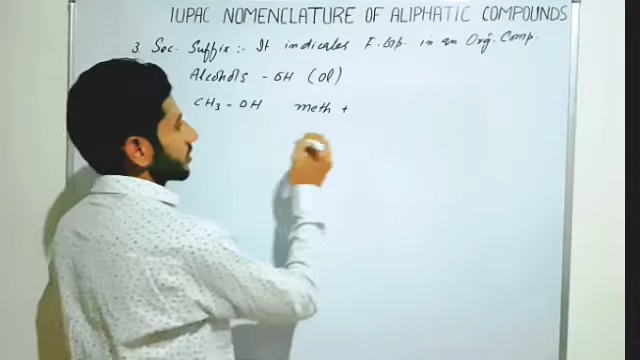 IUPAC NOMENCLATURE OF ALIPHATIC COMPOUNDS
3 Sec. Suffix:- It indicates F. Grp. in an Org. Comp.
Alcohols - OH (Ol)
CH3 - OH meth +